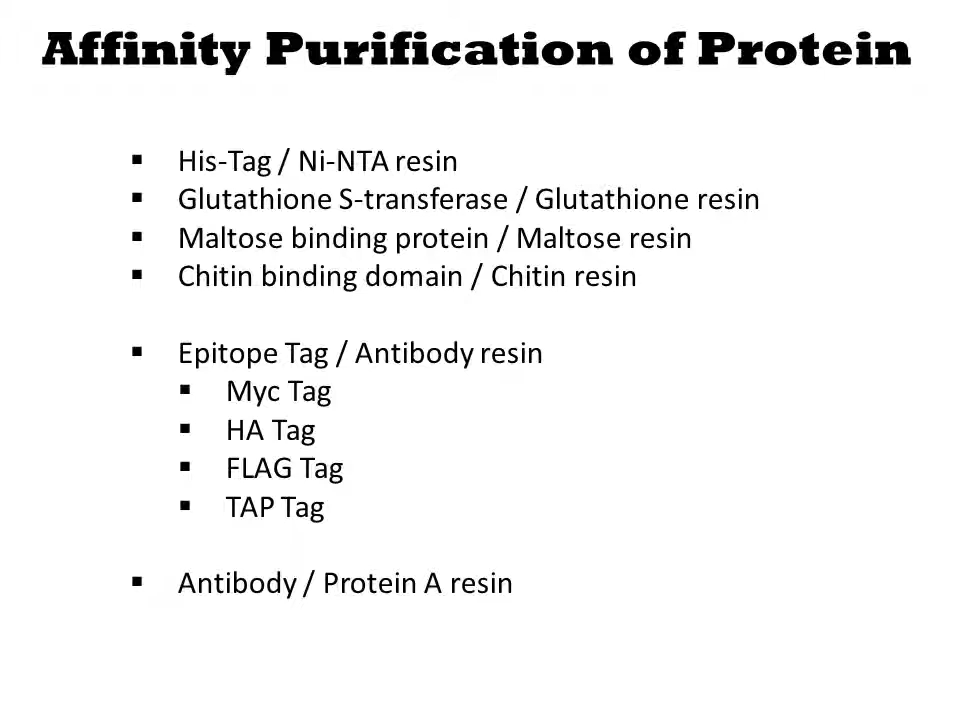 Affinity Purification of Protein
▪ His-Tag / Ni-NTA resin
▪ Glutathione S-transferase / Glutathione resin
▪ Maltose binding protein / Maltose resin
▪ Chitin binding domain / Chitin resin
▪ Epitope Tag / Antibody resin
▪ Myc Tag
▪ HA Tag
▪ FLAG Tag
▪ TAP Tag
▪ Antibody / Protein A resin